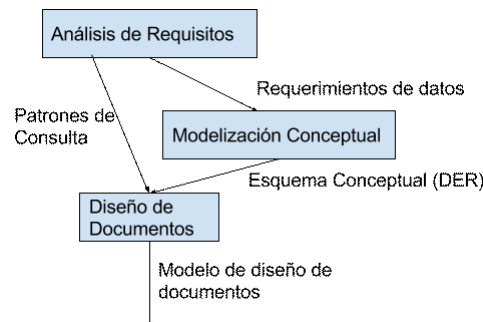 Análisis de Requisitos
Requerimientos de datos
Patrones de
Consulta
Modelización Conceptual
Esquema Conceptual (DER)
Diseño de
Documentos
Modelo de diseño de
documentos